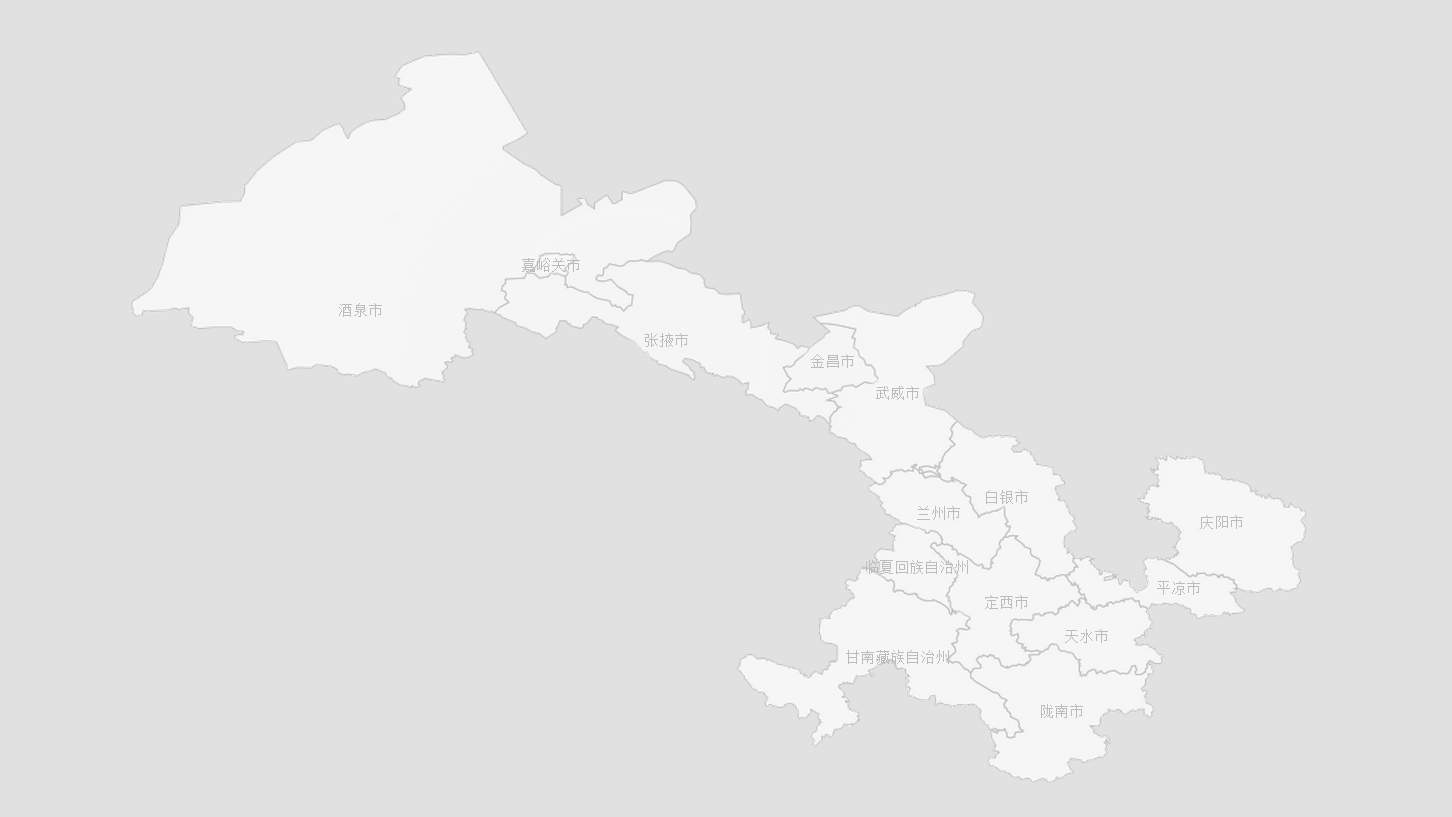 嘉峪关市
酒泉市
张掖市
金昌市
武威市
白银市
兰州市
庆阳市
临夏回族自治州
平凉市
定西市
天水市
甘南藏族自治州
陇南市